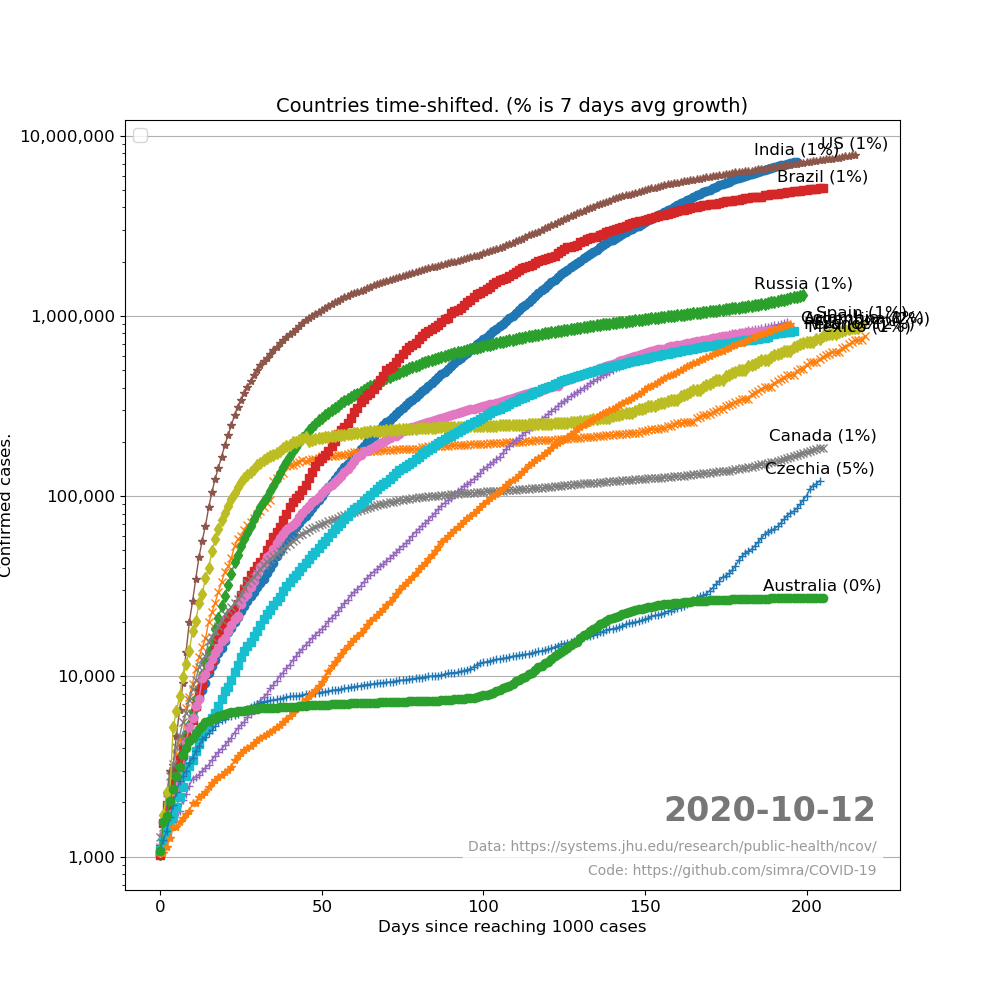 Countries time-shifted. (% is 7 days avg growth)
10,000,000
1,000,000
100,000
10,000
1,000
Confirmed cases.
India (1%)
US (1%)
Brazil (1%)
Russia (1%)
Spain (1%)
Mexico (1%)
Canada (1%)
Czechia (5%)
Australia (0%)
2020-10-12
Data: https://systems.jhu.edu/research/public-health/ncov/
Code: https://github.com/simra/COVID-19
0
50
100
150
200
Days since reaching 1000 cases